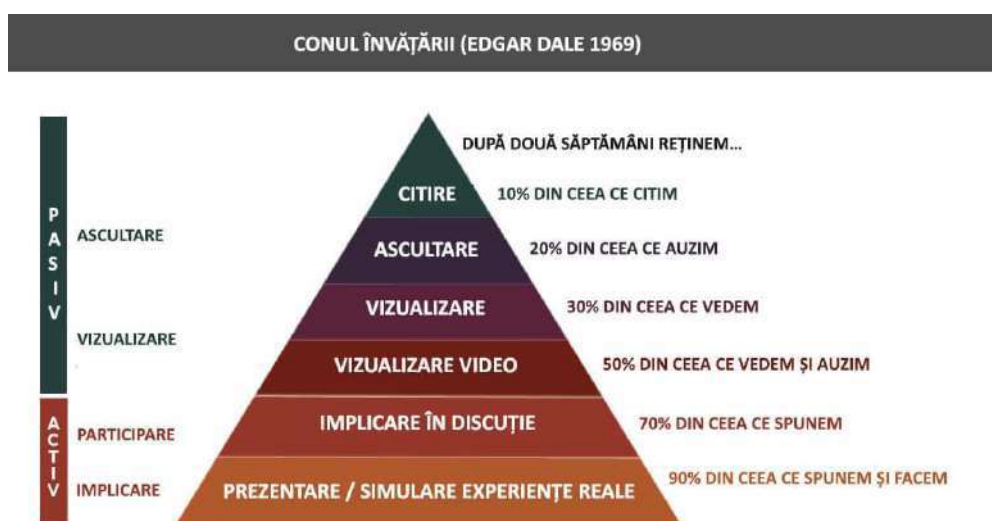 CONUL ÎNVĂȚĂRII (EDGAR DALE 1969)
DUPĂ DOUĂ SĂPTĂMÂNI REȚINEM...
PASIV
ASCULTARE
VIZUALIZARE
CITIRE
10% DIN CEEA CE CITIM
ASCULTARE
20% DIN CEEA CE AUZIM
VIZUALIZARE
30% DIN CEEA CE VEDEM
VIZUALIZARE VIDEO
50% DIN CEEA CE VEDEM ȘI AUZIM
ACTIV
PARTICIPARE
IMPLICARE ÎN DISCUȚIE
70% DIN CEEA CE SPUNEM
IMPLICARE
PREZENTARE / SIMULARE EXPERIENȚE REALE
90% DIN CEEA CE SPUNEM ȘI FACEM